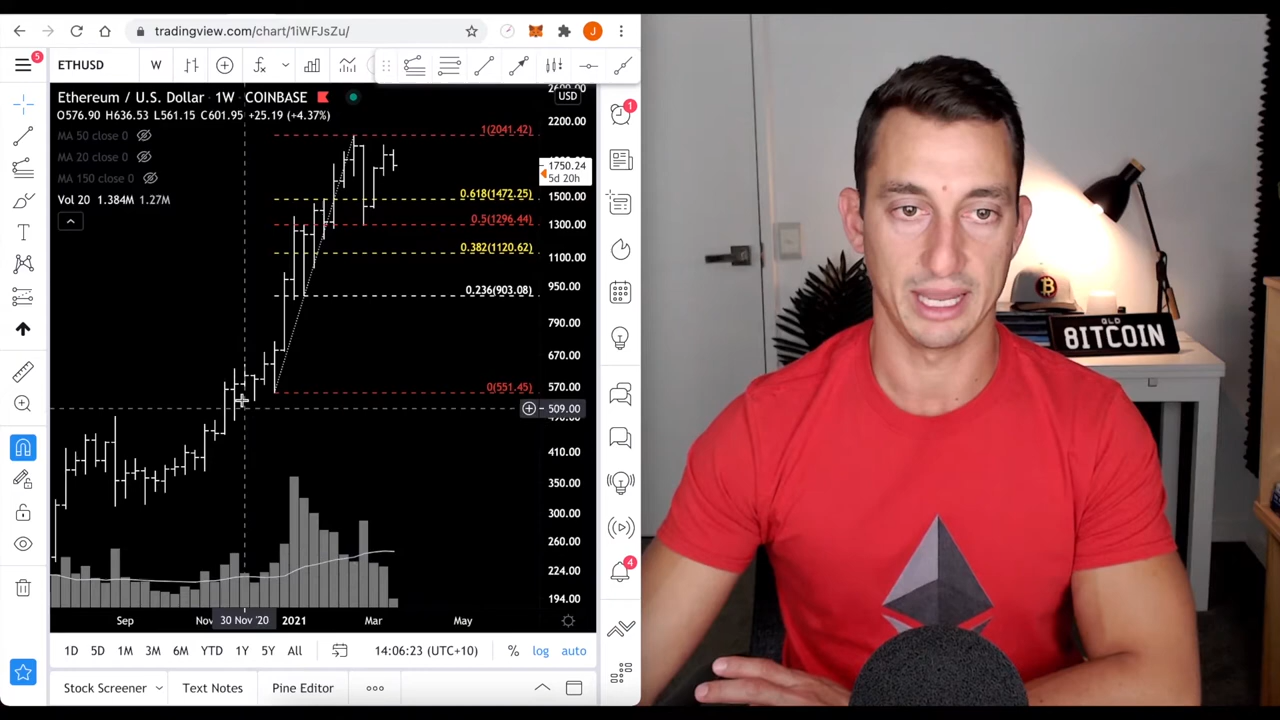 tradingview.com/chart/1iWFJsZu/
J
5
ETHUSD
W
Ethereum / U.S. Dollar · 1W · COINBASE
O576.90 H636.53 L561.15 C601.95 +25.19 (+4.37%)
MA 50 close 0
MA 20 close 0
MA 150 close 0
Vol 20 1.384M 1.27M
USD
2200.00
1750.24
5d 20h
1500.00
1300.00
1100.00
950.00
790.00
670.00
570.00
509.00
410.00
350.00
300.00
260.00
224.00
194.00
1(2041.42)
0.618(1472.25)
0.5(1296.44)
0.382(1120.62)
0.236(903.08)
0(551.45)
Sep
Nov
30 Nov '20
2021
Mar
May
1D 5D 1M 3M 6M YTD 1Y 5Y All
14:06:23 (UTC+10)
% log auto
Stock Screener
Text Notes
Pine Editor
1
4
QLD
8ITCOIN